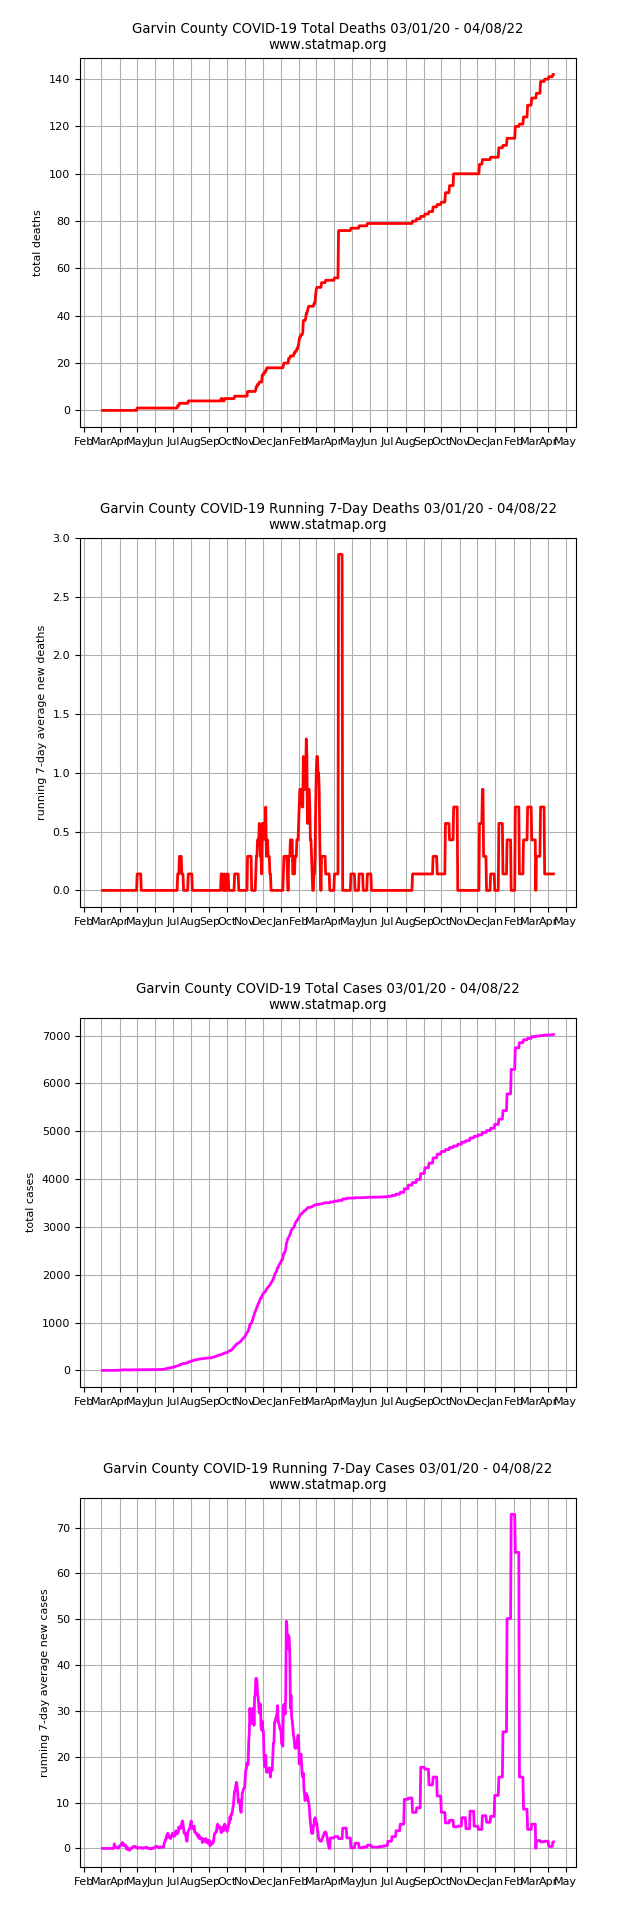 Garvin County COVID-19 Total Deaths 03/01/20 - 04/08/22
www.statmap.org
140
120
100
80
60
40
20
0
total deaths
Feb Mar Apr May Jun Jul Aug Sep Oct Nov Dec Jan Feb Mar Apr May Jun Jul Aug Sep Oct Nov Dec Jan Feb Mar Apr May
Garvin County COVID-19 Running 7-Day Deaths 03/01/20 - 04/08/22
www.statmap.org
3.0
2.5
2.0
1.5
1.0
0.5
0.0
running 7-day average new deaths
Feb Mar Apr May Jun Jul Aug Sep Oct Nov Dec Jan Feb Mar Apr May Jun Jul Aug Sep Oct Nov Dec Jan Feb Mar Apr May
Garvin County COVID-19 Total Cases 03/01/20 - 04/08/22
www.statmap.org
7000
6000
5000
4000
3000
2000
1000
0
total cases
Feb Mar Apr May Jun Jul Aug Sep Oct Nov Dec Jan Feb Mar Apr May Jun Jul Aug Sep Oct Nov Dec Jan Feb Mar Apr May
Garvin County COVID-19 Running 7-Day Cases 03/01/20 - 04/08/22
www.statmap.org
70
60
50
40
30
20
10
0
running 7-day average new cases
Feb Mar Apr May Jun Jul Aug Sep Oct Nov Dec Jan Feb Mar Apr May Jun Jul Aug Sep Oct Nov Dec Jan Feb Mar Apr May